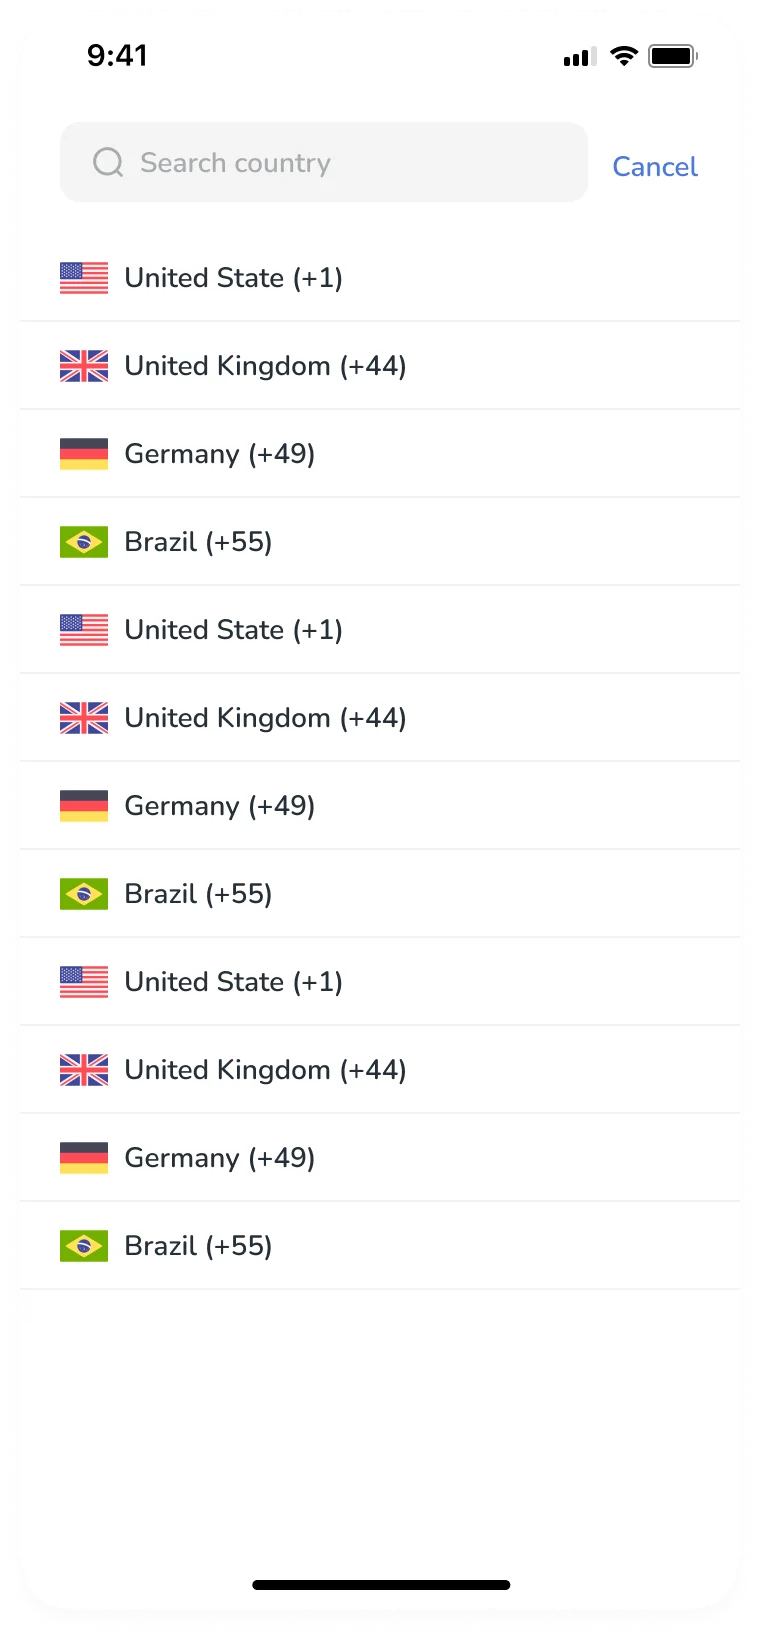 9:41
Search country
Cancel
United State (+1)
United Kingdom (+44)
Germany (+49)
Brazil (+55)
United State (+1)
United Kingdom (+44)
Germany (+49)
Brazil (+55)
United State (+1)
United Kingdom (+44)
Germany (+49)
Brazil (+55)